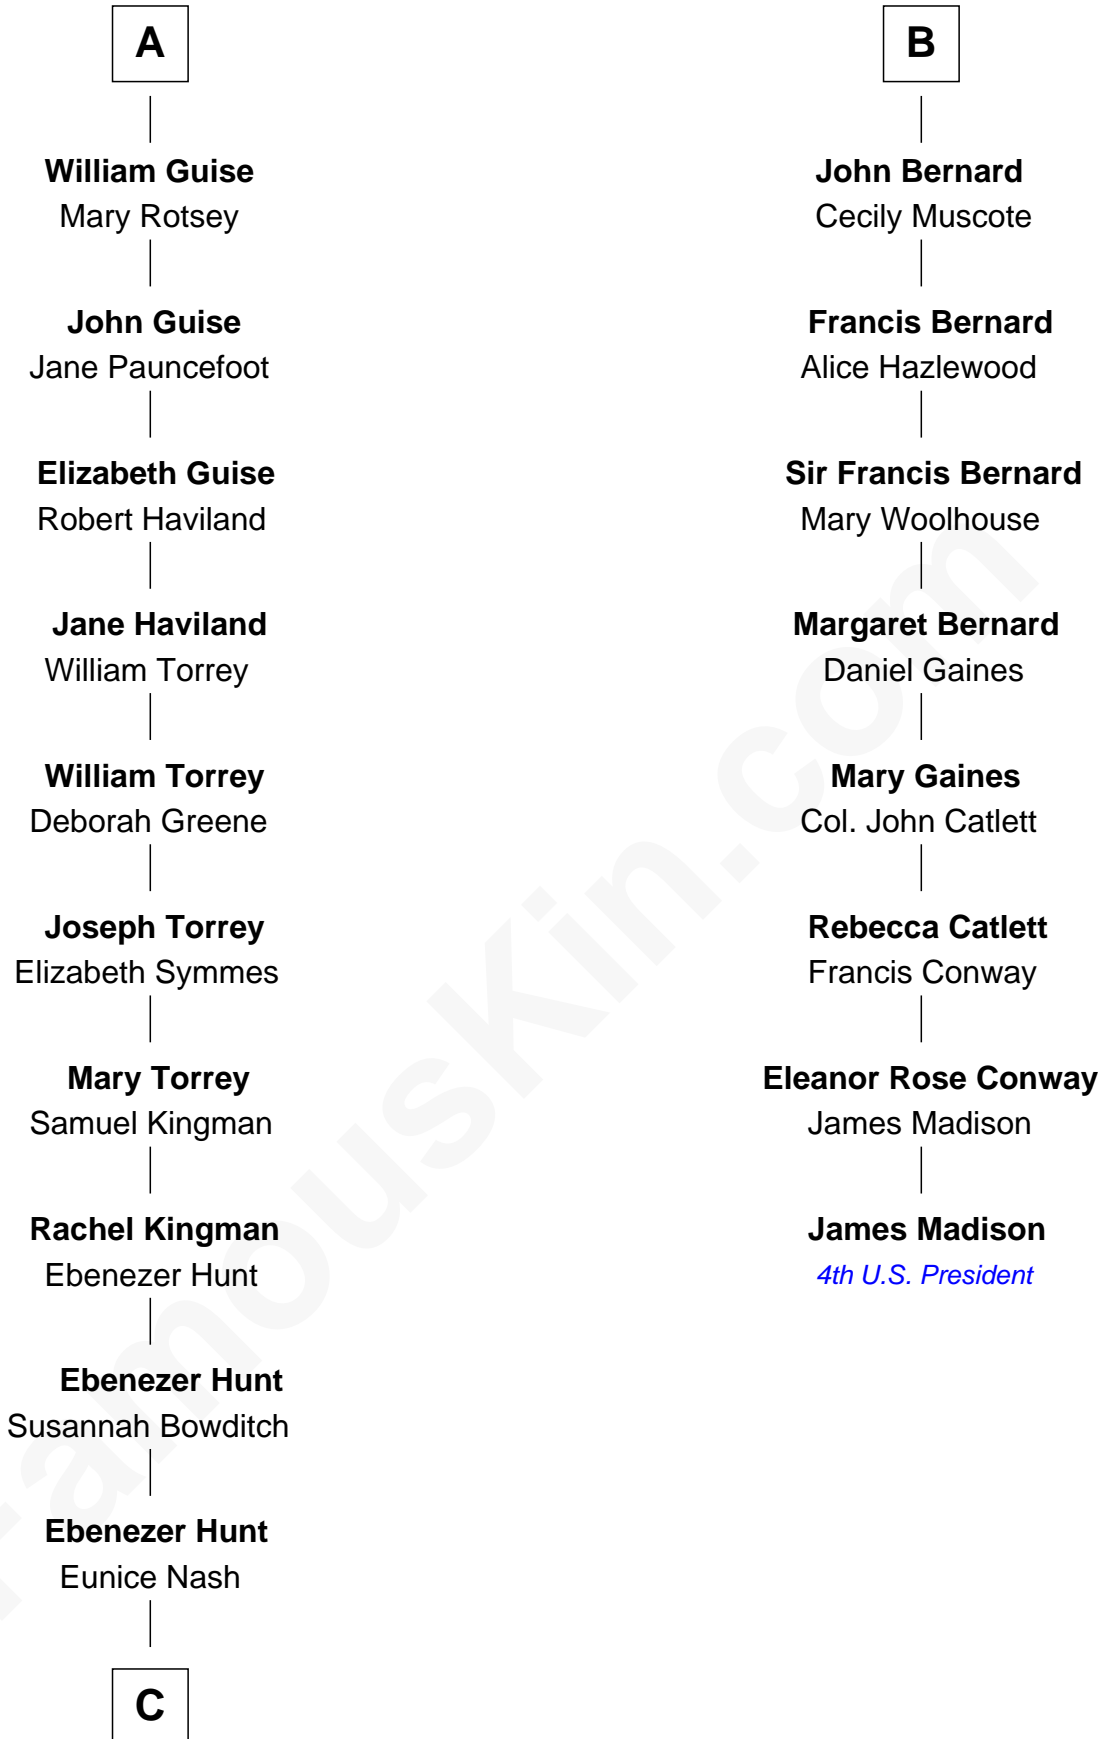 A
William Guise
Mary Rotsey
John Guise
Jane Pauncefoot
Elizabeth Guise
Robert Haviland
Jane Haviland
William Torrey
William Torrey
Deborah Greene
Joseph Torrey
Elizabeth Symmes
Mary Torrey
Samuel Kingman
Rachel Kingman
Ebenezer Hunt
Ebenezer Hunt
Susannah Bowditch
Ebenezer Hunt
Eunice Nash
C
B
John Bernard
Cecily Muscote
Francis Bernard
Alice Hazlewood
Sir Francis Bernard
Mary Woolhouse
Margaret Bernard
Daniel Gaines
Mary Gaines
Col. John Catlett
Rebecca Catlett
Francis Conway
Eleanor Rose Conway
James Madison
James Madison
4th U.S. President
FamousKin.com